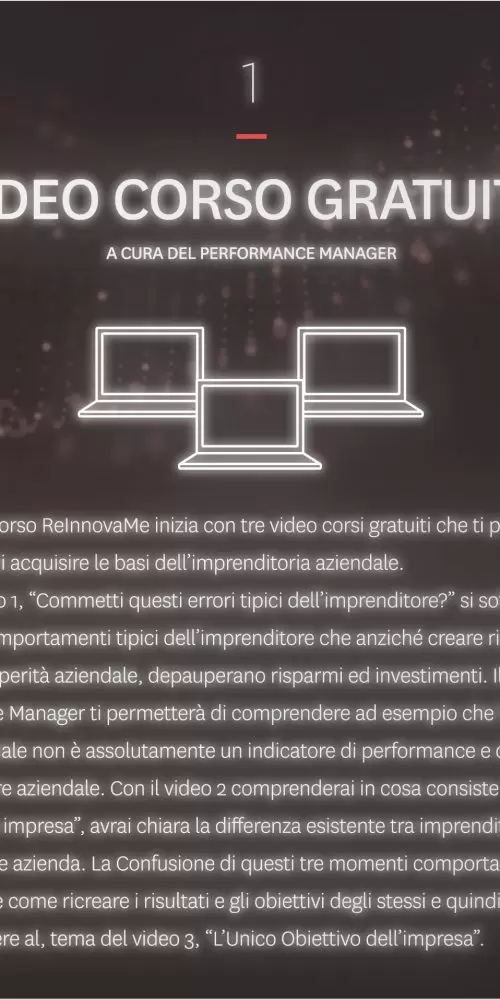 1
DEO CORSO GRATUI
A CURA DEL PERFORMANCE MANAGER
orso ReInnovaMe inizia con tre video corsi gratuiti che ti p
i acquisire le basi dell’imprenditoria aziendale.
o 1, “Commetti questi errori tipici dell’imprenditore?” si so
mportamenti tipici dell’imprenditore che anziché creare ri
perità aziendale, depauperano risparmi ed investimenti. Il
e Manager ti permetterà di comprendere ad esempio che
ale non è assolutamente un indicatore di performance e
re aziendale. Con il video 2 comprenderai in cosa consiste
impresa”, avrai chiara la differenza esistente tra imprendi
e azienda. La Confusione di questi tre momenti comporta
e come ricreare i risultati e gli obiettivi degli stessi e quindi
ere al, tema del video 3, “L’Unico Obiettivo dell’impresa”.